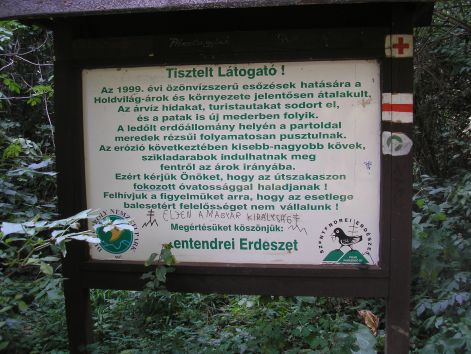 Tisztelt Látogató !
Az 1999. évi özönvízszerű esőzések hatására a
Holdvilág-árok és környezete jelentősen átalakult,
Az árvíz hidakat, turistautakat sodort el,
és a patak is új mederben folyik.
A ledőlt erdőállomány helyén a partoldal
meredek rézsűi folyamatosan pusztulnak.
Az erózió következtében kisebb-nagyobb kövek,
szikladarabok indulhatnak meg
fentről az árok irányába.
Ezért kérjük Önöket, hogy az útszakaszon
fokozott óvatossággal haladjanak !
Felhívjuk a figyelmüket arra, hogy az esetlege
balesetért felelősséget nem vállalunk !
ÉLJEN A MAGYAR KIRÁLYSÁG
Megértésüket köszönjük:
entendrei Erdészet